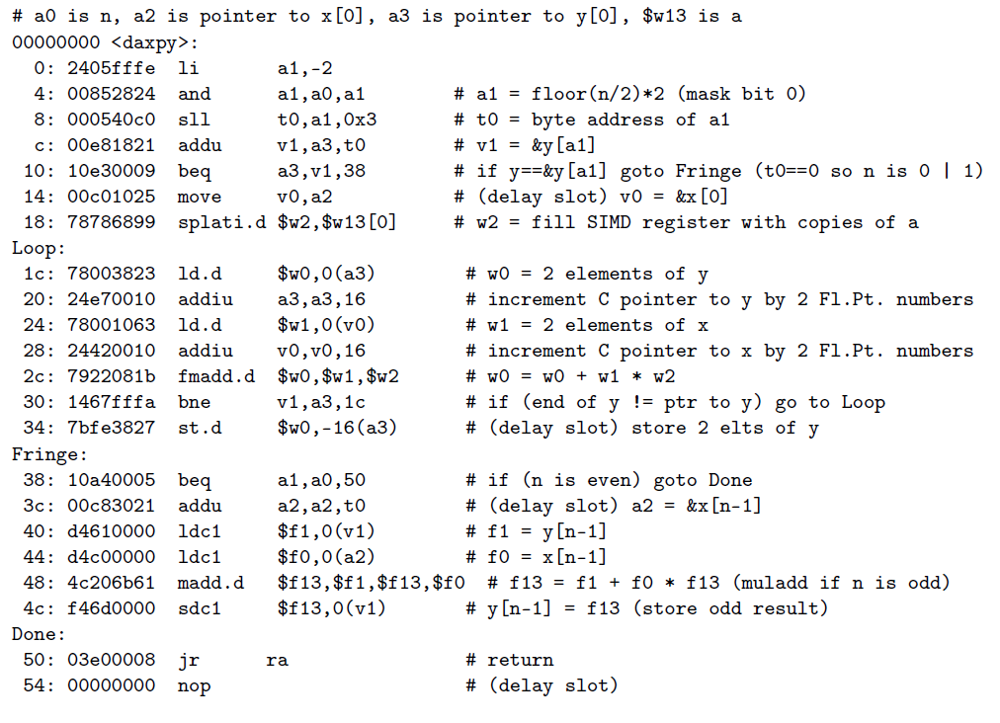 # a0 is n, a2 is pointer to x[0], a3 is pointer to y[0], $w13 is a
00000000 <daxpy>:
0: 2405fffe li a1,-2
4: 00852824 and a1,a0,a1 # a1 = floor(n/2)*2 (mask bit 0)
8: 000540c0 sll t0,a1,0x3 # t0 = byte address of a1
c: 00e81821 addu v1,a3,t0 # v1 = &y[a1]
10: 10e30009 beq a3,v1,38 # if y==&y[a1] goto Fringe (t0==0 so n is 0 | 1)
14: 00c01025 move v0,a2 # (delay slot) v0 = &x[0]
18: 78786899 splati.d $w2,$w13[0] # w2 = fill SIMD register with copies of a
Loop:
1c: 78003823 ld.d $w0,0(a3) # w0 = 2 elements of y
20: 24e70010 addiu a3,a3,16 # increment C pointer to y by 2 Fl.Pt. numbers
24: 78001063 ld.d $w1,0(v0) # w1 = 2 elements of x
28: 24420010 addiu v0,v0,16 # increment C pointer to x by 2 Fl.Pt. numbers
2c: 7922081b fmadd.d $w0,$w1,$w2 # w0 = w0 + w1 * w2
30: 1467fffa bne v1,a3,1c # if (end of y != ptr to y) go to Loop
34: 7bfe3827 st.d $w0,-16(a3) # (delay slot) store 2 elts of y
Fringe:
38: 10a40005 beq a1,a0,50 # if (n is even) goto Done
3c: 00c83021 addu a2,a2,t0 # (delay slot) a2 = &x[n-1]
40: d4610000 ldc1 $f1,0(v1) # f1 = y[n-1]
44: d4c00000 ldc1 $f0,0(a2) # f0 = x[n-1]
48: 4c206b61 madd.d $f13,$f1,$f13,$f0 # f13 = f1 + f0 * f13 (muladd if n is odd)
4c: f46d0000 sdc1 $f13,0(v1) # y[n-1] = f13 (store odd result)
Done:
50: 03e00008 jr ra # return
54: 00000000 nop # (delay slot)